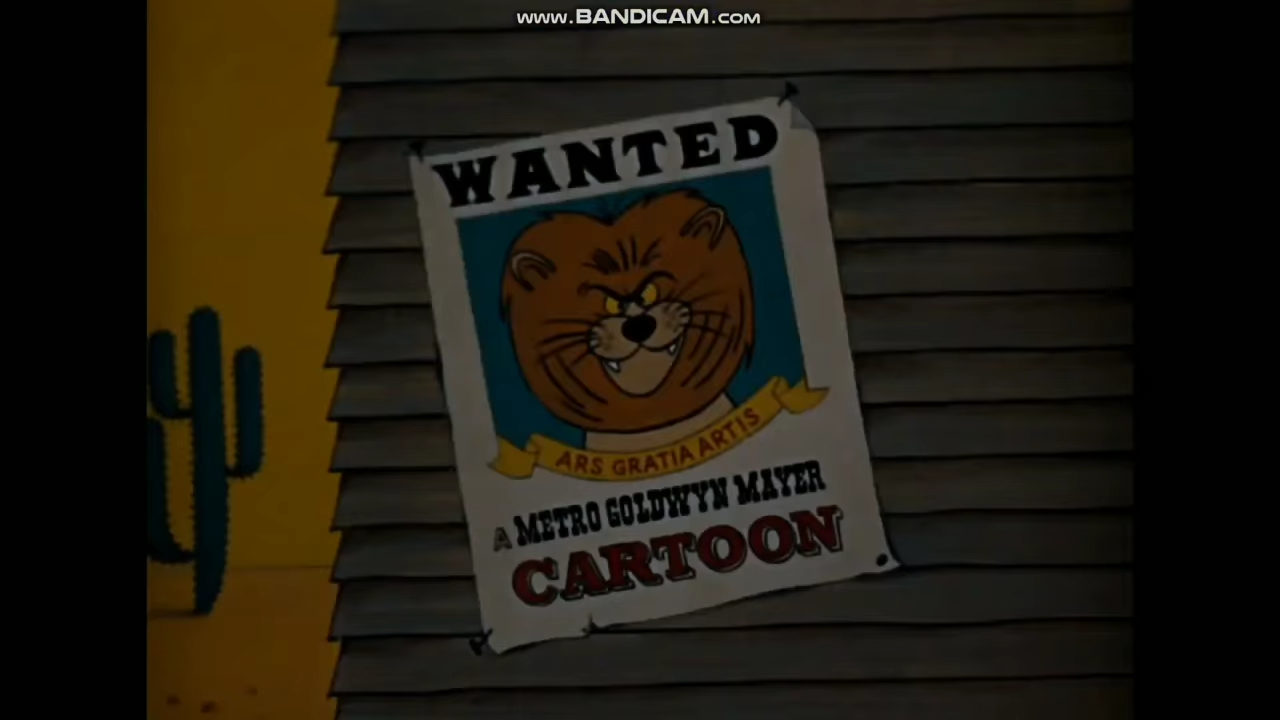 www.BANDICAM.com
WANTED
ARS GRATIA ARTIS
A METRO GOLDWYN MAYER
CARTOON